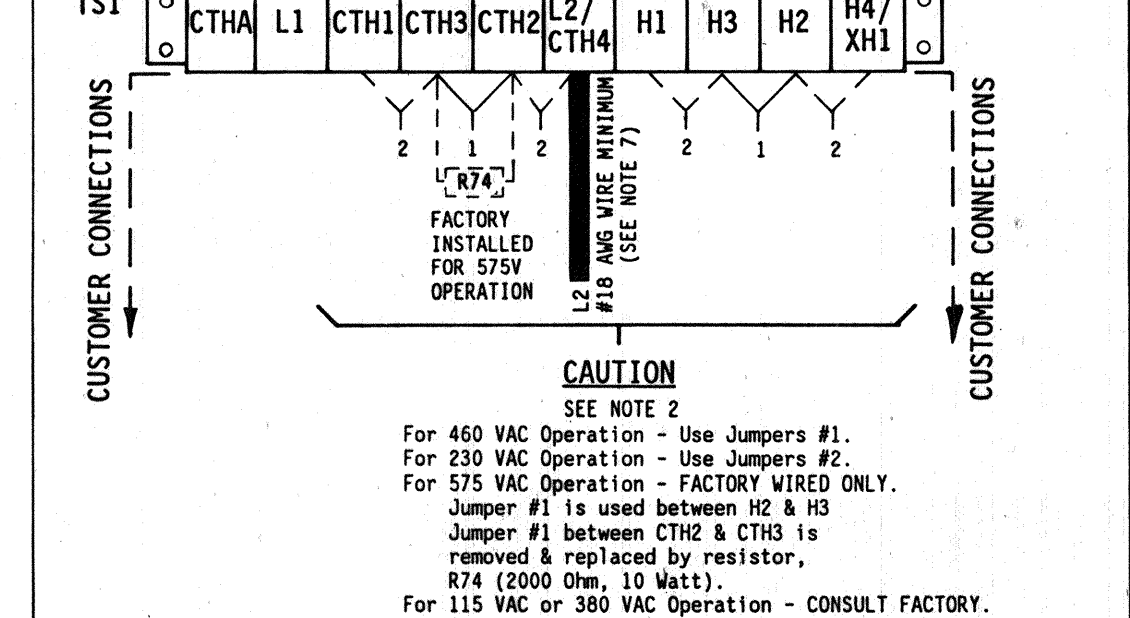 TS1
CTHA L1 CTH1 CTH3 CTH2 L2/ CTH4 H1 H3 H2 H4/ XH1
2 1 2 2 1 2
R74
FACTORY
INSTALLED
FOR 575V
OPERATION
L2
#18 AWG WIRE MINIMUM
(SEE NOTE 7)
CUSTOMER CONNECTIONS
CUSTOMER CONNECTIONS
CAUTION
SEE NOTE 2
For 460 VAC Operation - Use Jumpers #1.
For 230 VAC Operation - Use Jumpers #2.
For 575 VAC Operation - FACTORY WIRED ONLY.
Jumper #1 is used between H2 & H3
Jumper #1 between CTH2 & CTH3 is
removed & replaced by resistor,
R74 (2000 Ohm, 10 Watt).
For 115 VAC or 380 VAC Operation - CONSULT FACTORY.